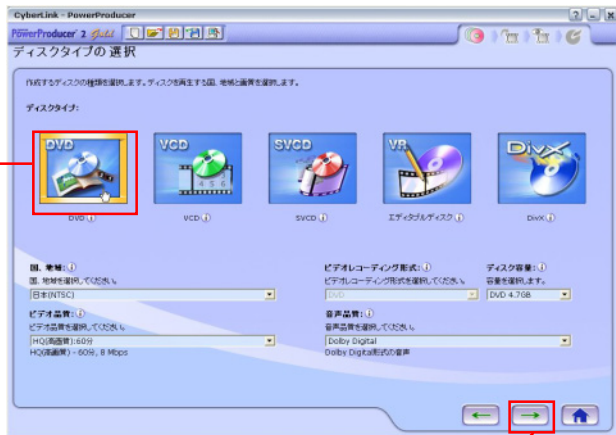 CyberLink - PowerProducer
PowerProducer 2 Gold
ディスクタイプの選択
作成するディスクの種類を選択します。ディスクを再生する国、地域と画質を選択します。
ディスクタイプ:
DVD
VCD
SVCD
VR
DivX
4 5 6
DVD
VCD
SVCD
エディタブルディスク
DivX
国、地域:
国、地域を選択してください。
日本(NTSC)
ビデオレコーディング形式:
ビデオレコーディング形式を選択してください。
DVD
ディスク容量:
容量を選択します。
DVD 4.7GB
ビデオ品質:
ビデオ品質を選択してください。
HQ(高画質):60分
HQ(高画質) - 60分, 8 Mbps
音声品質:
音声品質を選択してください。
Dolby Digital
Dolby Digital形式の音声